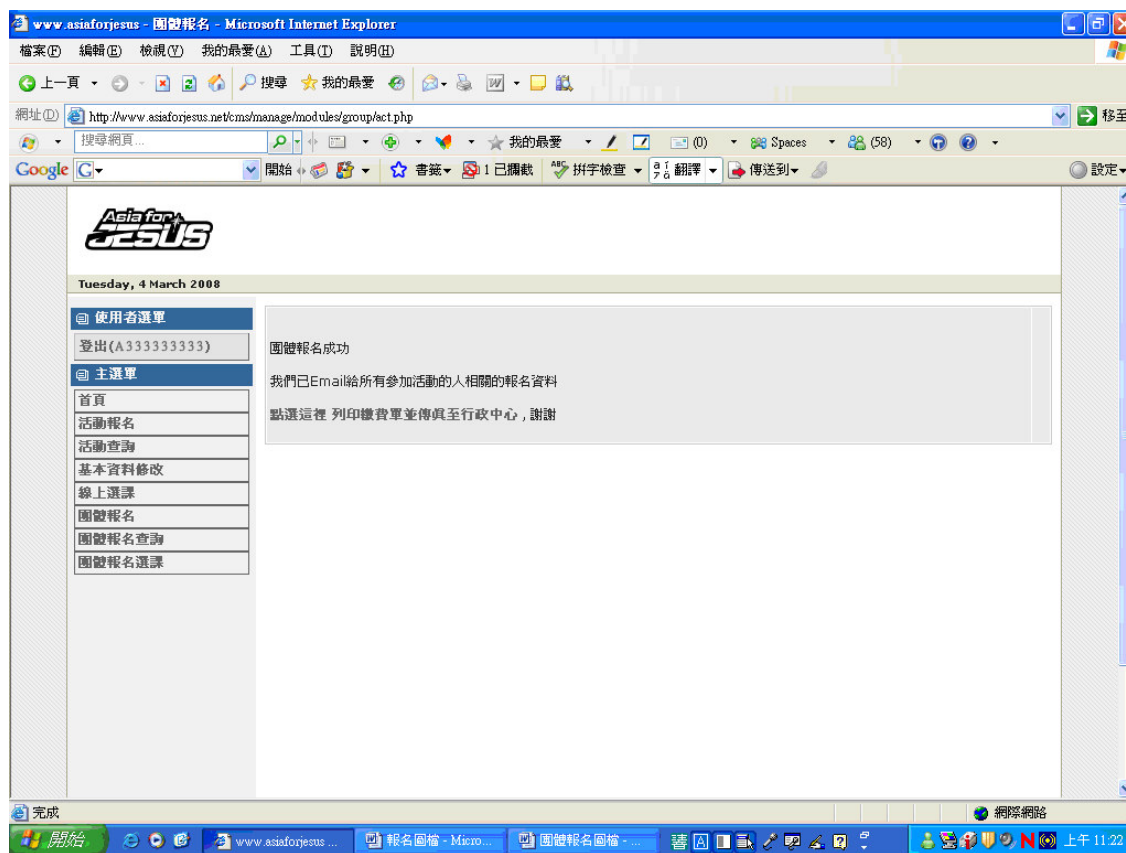 www.asiaforjesus - 團體報名 - Microsoft Internet Explorer
檔案(F) 編輯(E) 檢視(V) 我的最愛(A) 工具(T) 說明(H)
上一頁 搜尋 我的最愛
網址(D) http://www.asiaforjesus.net/cms/manage/modules/group/act.php 移至
搜尋網頁... 我的最愛 (0) Spaces (58)
Google G 開始 書籤 1 已攔截 ABC 拼字檢查 翻譯 傳送到 設定
Asia for JESUS
Tuesday, 4 March 2008
使用者選單
登出(A333333333)
主選單
首頁
活動報名
活動查詢
基本資料修改
線上選課
團體報名
團體報名查詢
團體報名選課
團體報名成功
我們已Email給所有參加活動的人相關的報名資料
點選這裡 列印繳費單並傳真至行政中心 , 謝謝
完成 網際網路
開始 www.asiaforjesus ... 報名圖檔 - Micro... 團體報名圖檔 - ... 上午 11:22